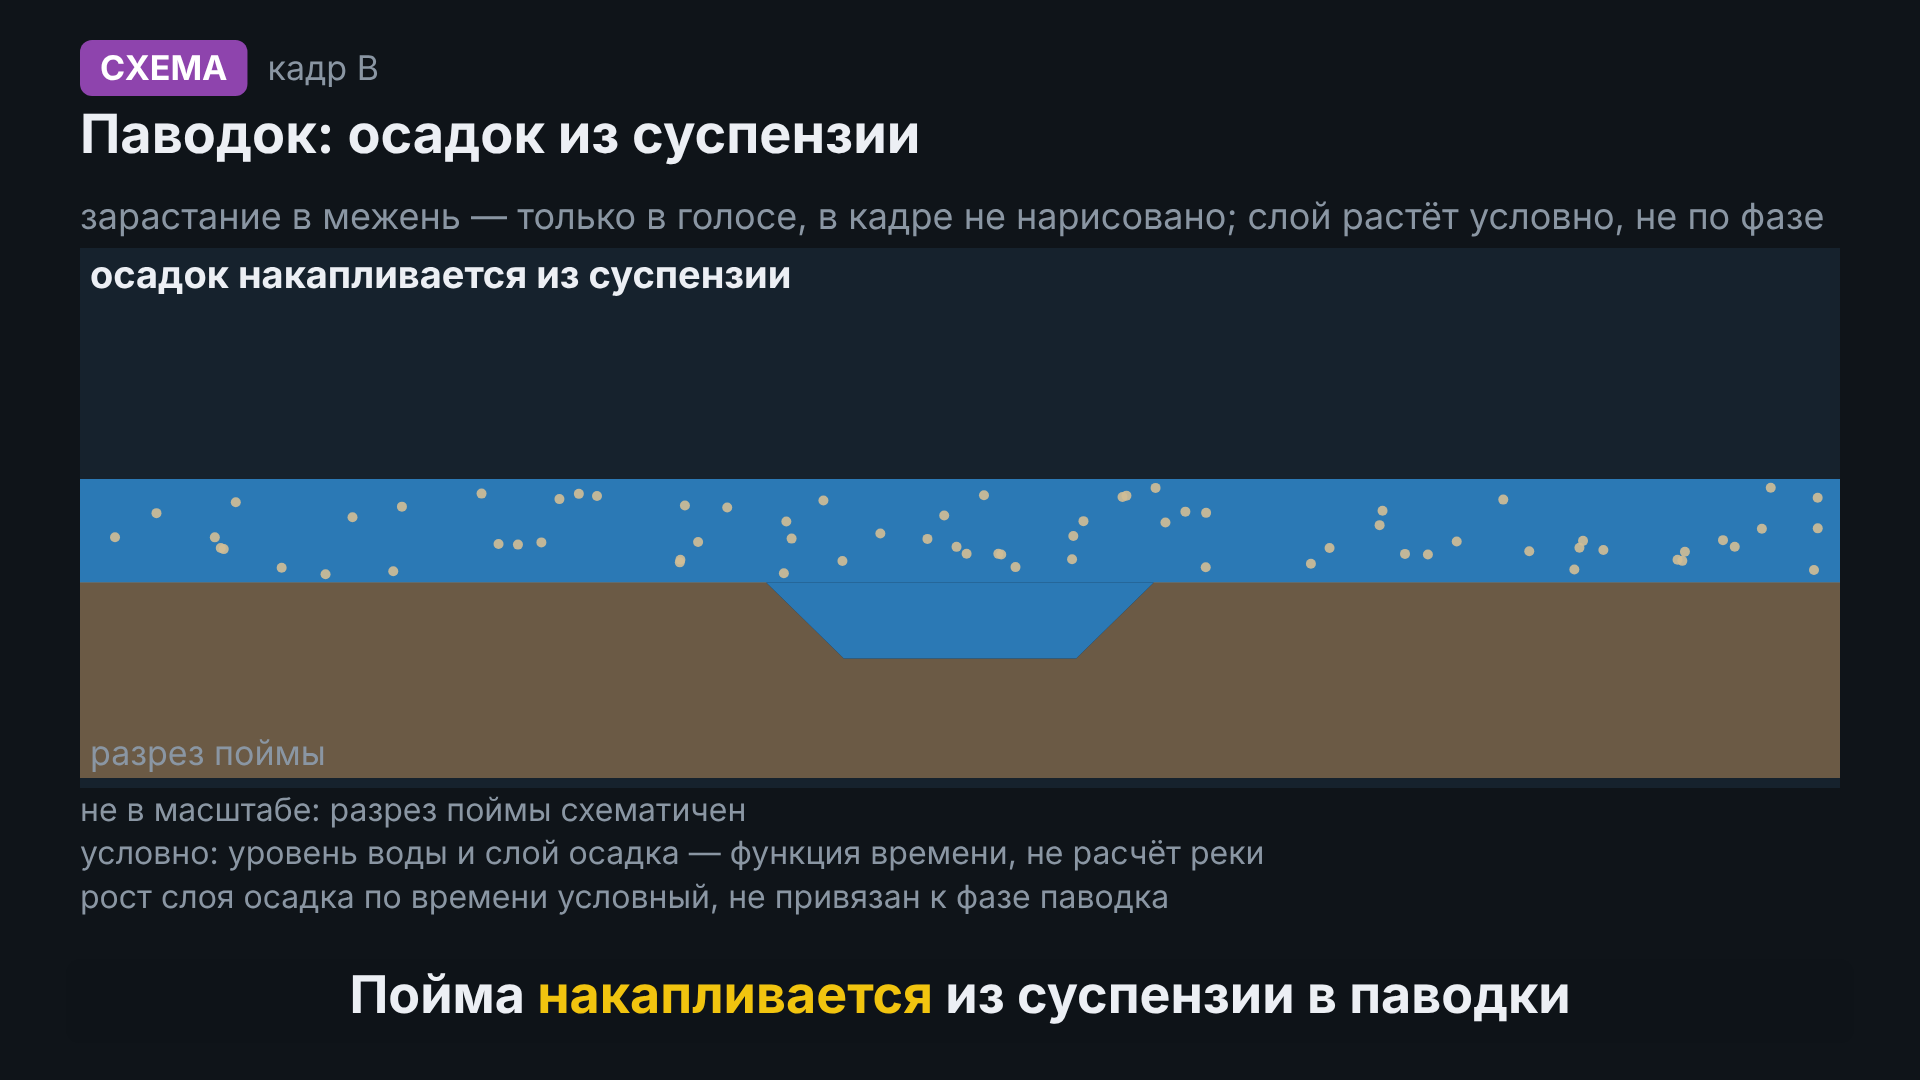 СХЕМА кадр В
Паводок: осадок из суспензии
зарастание в межень — только в голосе, в кадре не нарисовано; слой растёт условно, не по фазе
осадок накапливается из суспензии
разрез поймы
не в масштабе: разрез поймы схематичен
условно: уровень воды и слой осадка — функция времени, не расчёт реки
рост слоя осадка по времени условный, не привязан к фазе паводка
Пойма накапливается из суспензии в паводки